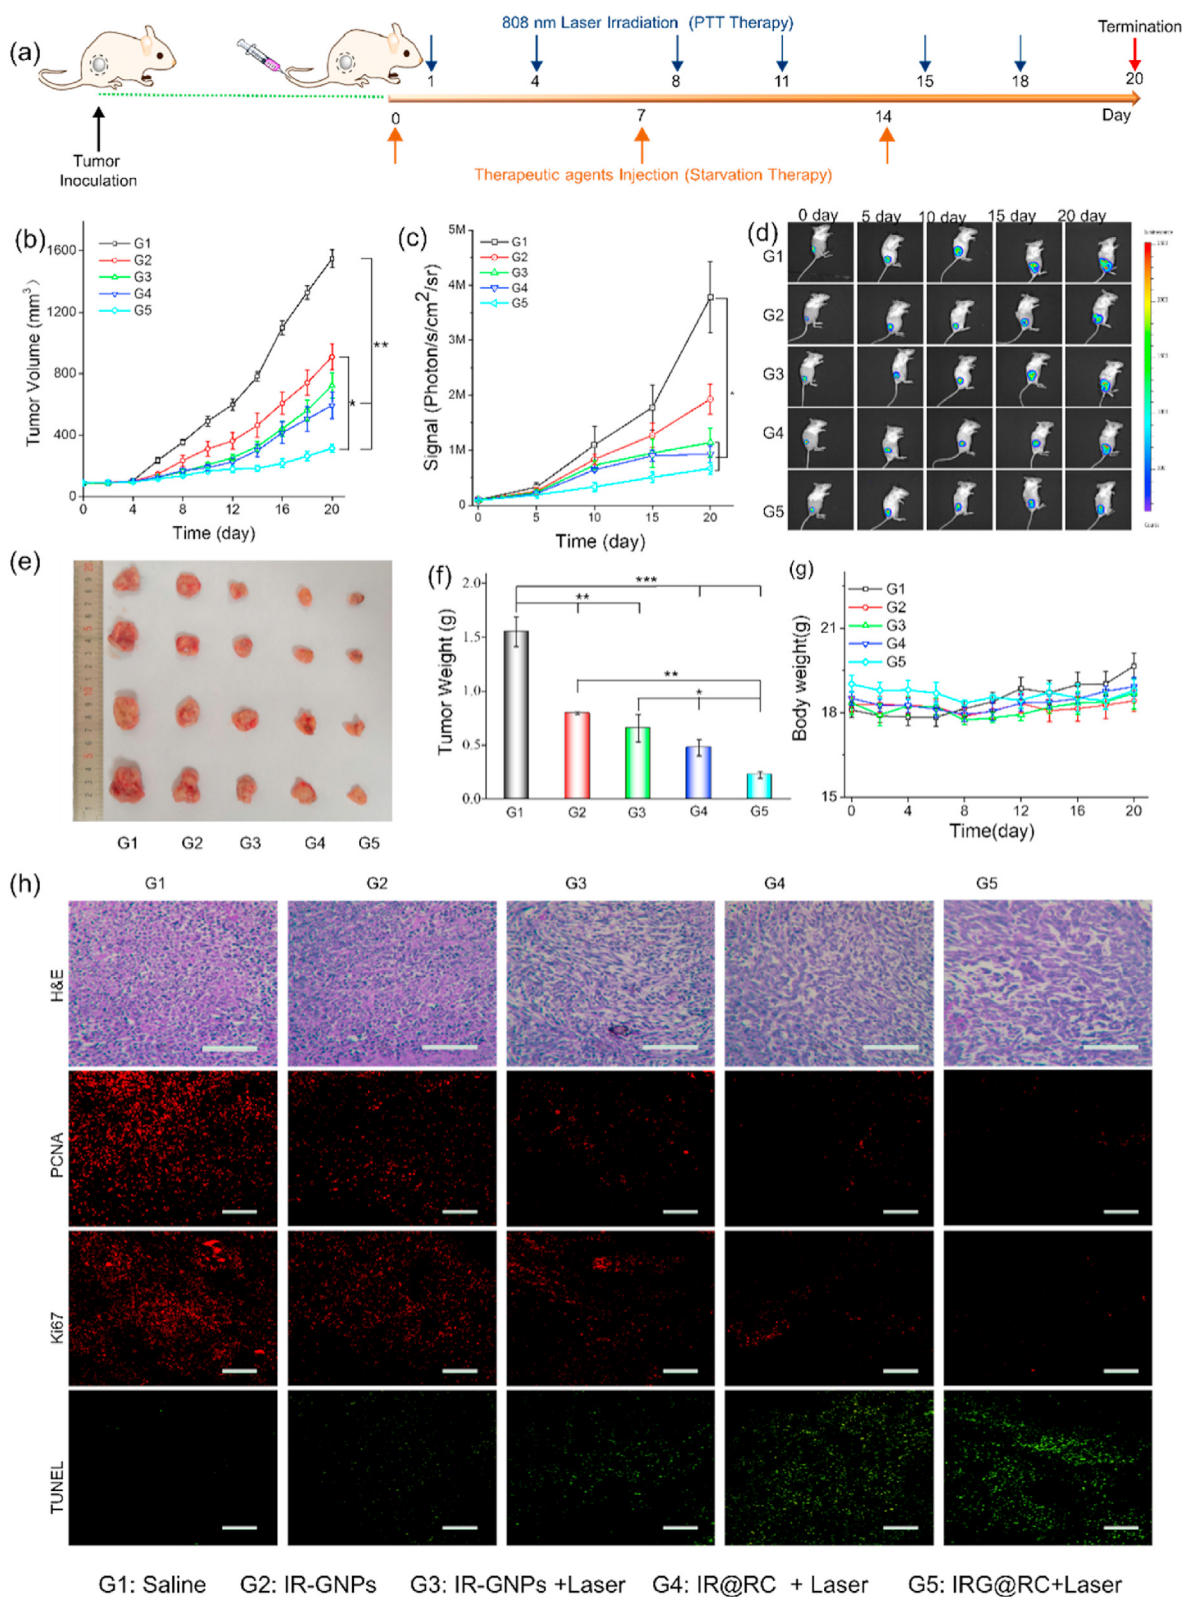 (a)
808 nm Laser Irradiation (PTT Therapy)
Termination
1 4 8 11 15 18 20
0 7 14 Day
Tumor
Inoculation
Therapeutic agents Injection (Starvation Therapy)
(b)
Tumor Volume (mm³)
1600
1200
800
400
0
G1
G2
G3
G4
G5
**
*
0 4 8 12 16 20
Time (day)
(c)
Signal (Photon/s/cm²/sr)
5M
4M
3M
2M
1M
0
G1
G2
G3
G4
G5
*
0 5 10 15 20
Time (day)
(d)
0 day 5 day 10 day 15 day 20 day
G1
G2
G3
G4
G5
Counts
(e)
G1 G2 G3 G4 G5
(f)
Tumor Weight (g)
2.0
1.5
1.0
0.5
0.0
***
**
**
*
G1 G2 G3 G4 G5
(g)
Body weight(g)
21
18
15
G1
G2
G3
G4
G5
0 4 8 12 16 20
Time(day)
(h)
G1 G2 G3 G4 G5
H&E
PCNA
Ki67
TUNEL
G1: Saline G2: IR-GNPs G3: IR-GNPs +Laser G4: IR@RC + Laser G5: IRG@RC+Laser